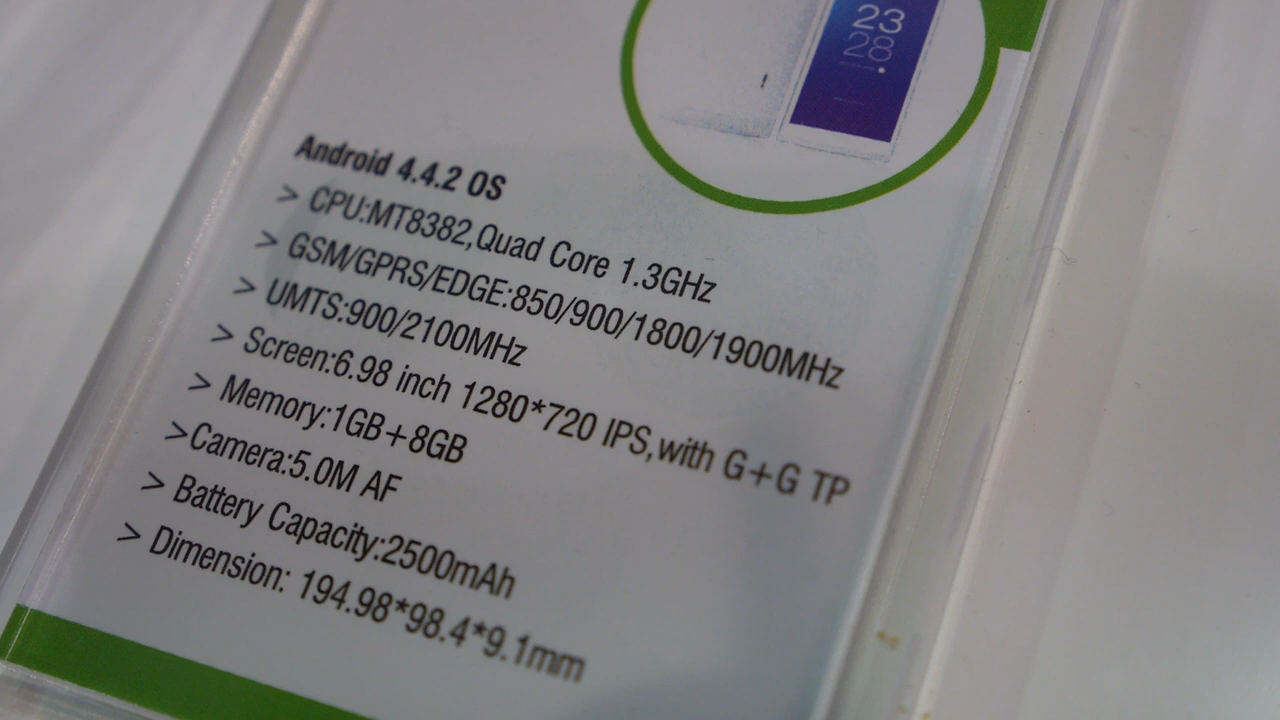 23
28
Android 4.4.2 OS
> CPU:MT8382,Quad Core 1.3GHz
> GSM/GPRS/EDGE:850/900/1800/1900MHz
> UMTS:900/2100MHz
> Screen:6.98 inch 1280*720 IPS,with G+G TP
> Memory:1GB+8GB
>Camera:5.0M AF
> Battery Capacity:2500mAh
> Dimension: 194.98*98.4*9.1mm